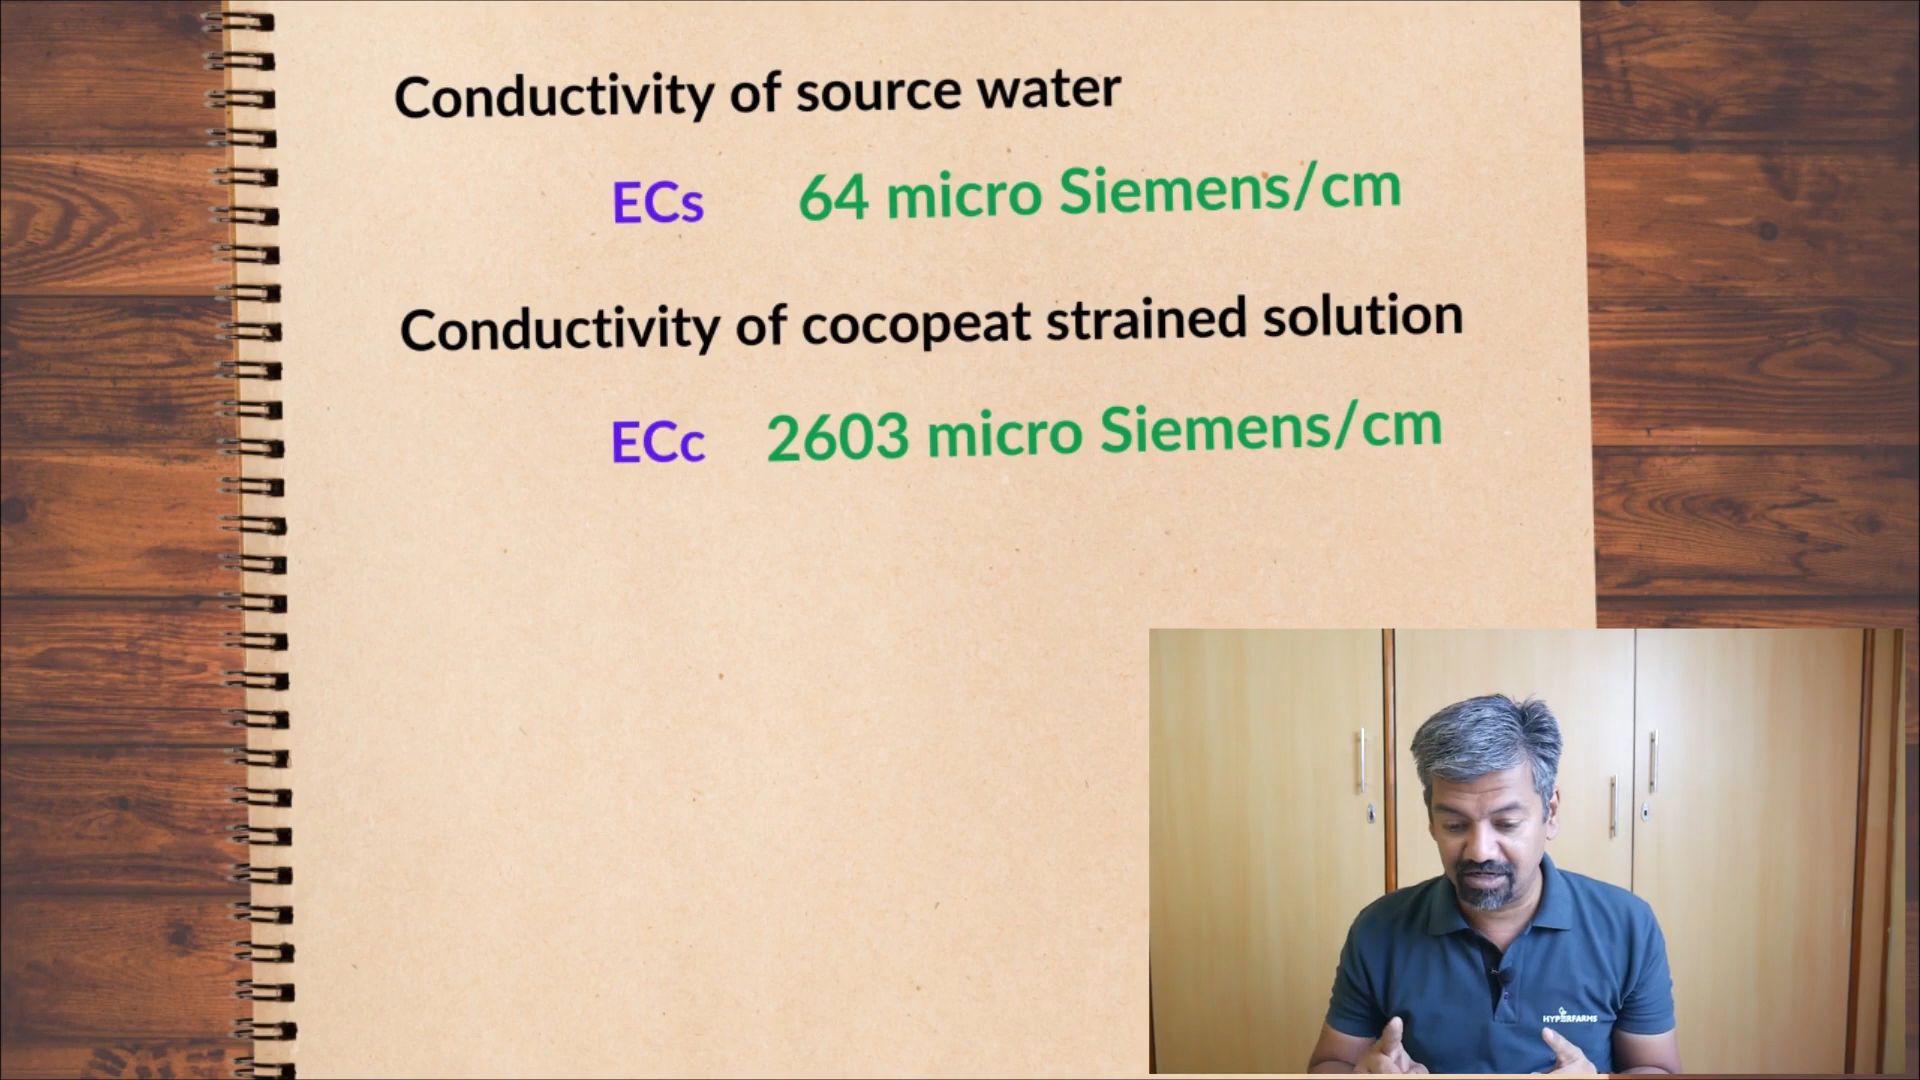 Conductivity of source water
ECs 64 micro Siemens/cm
Conductivity of cocopeat strained solution
ECc 2603 micro Siemens/cm
HYPERFARMS